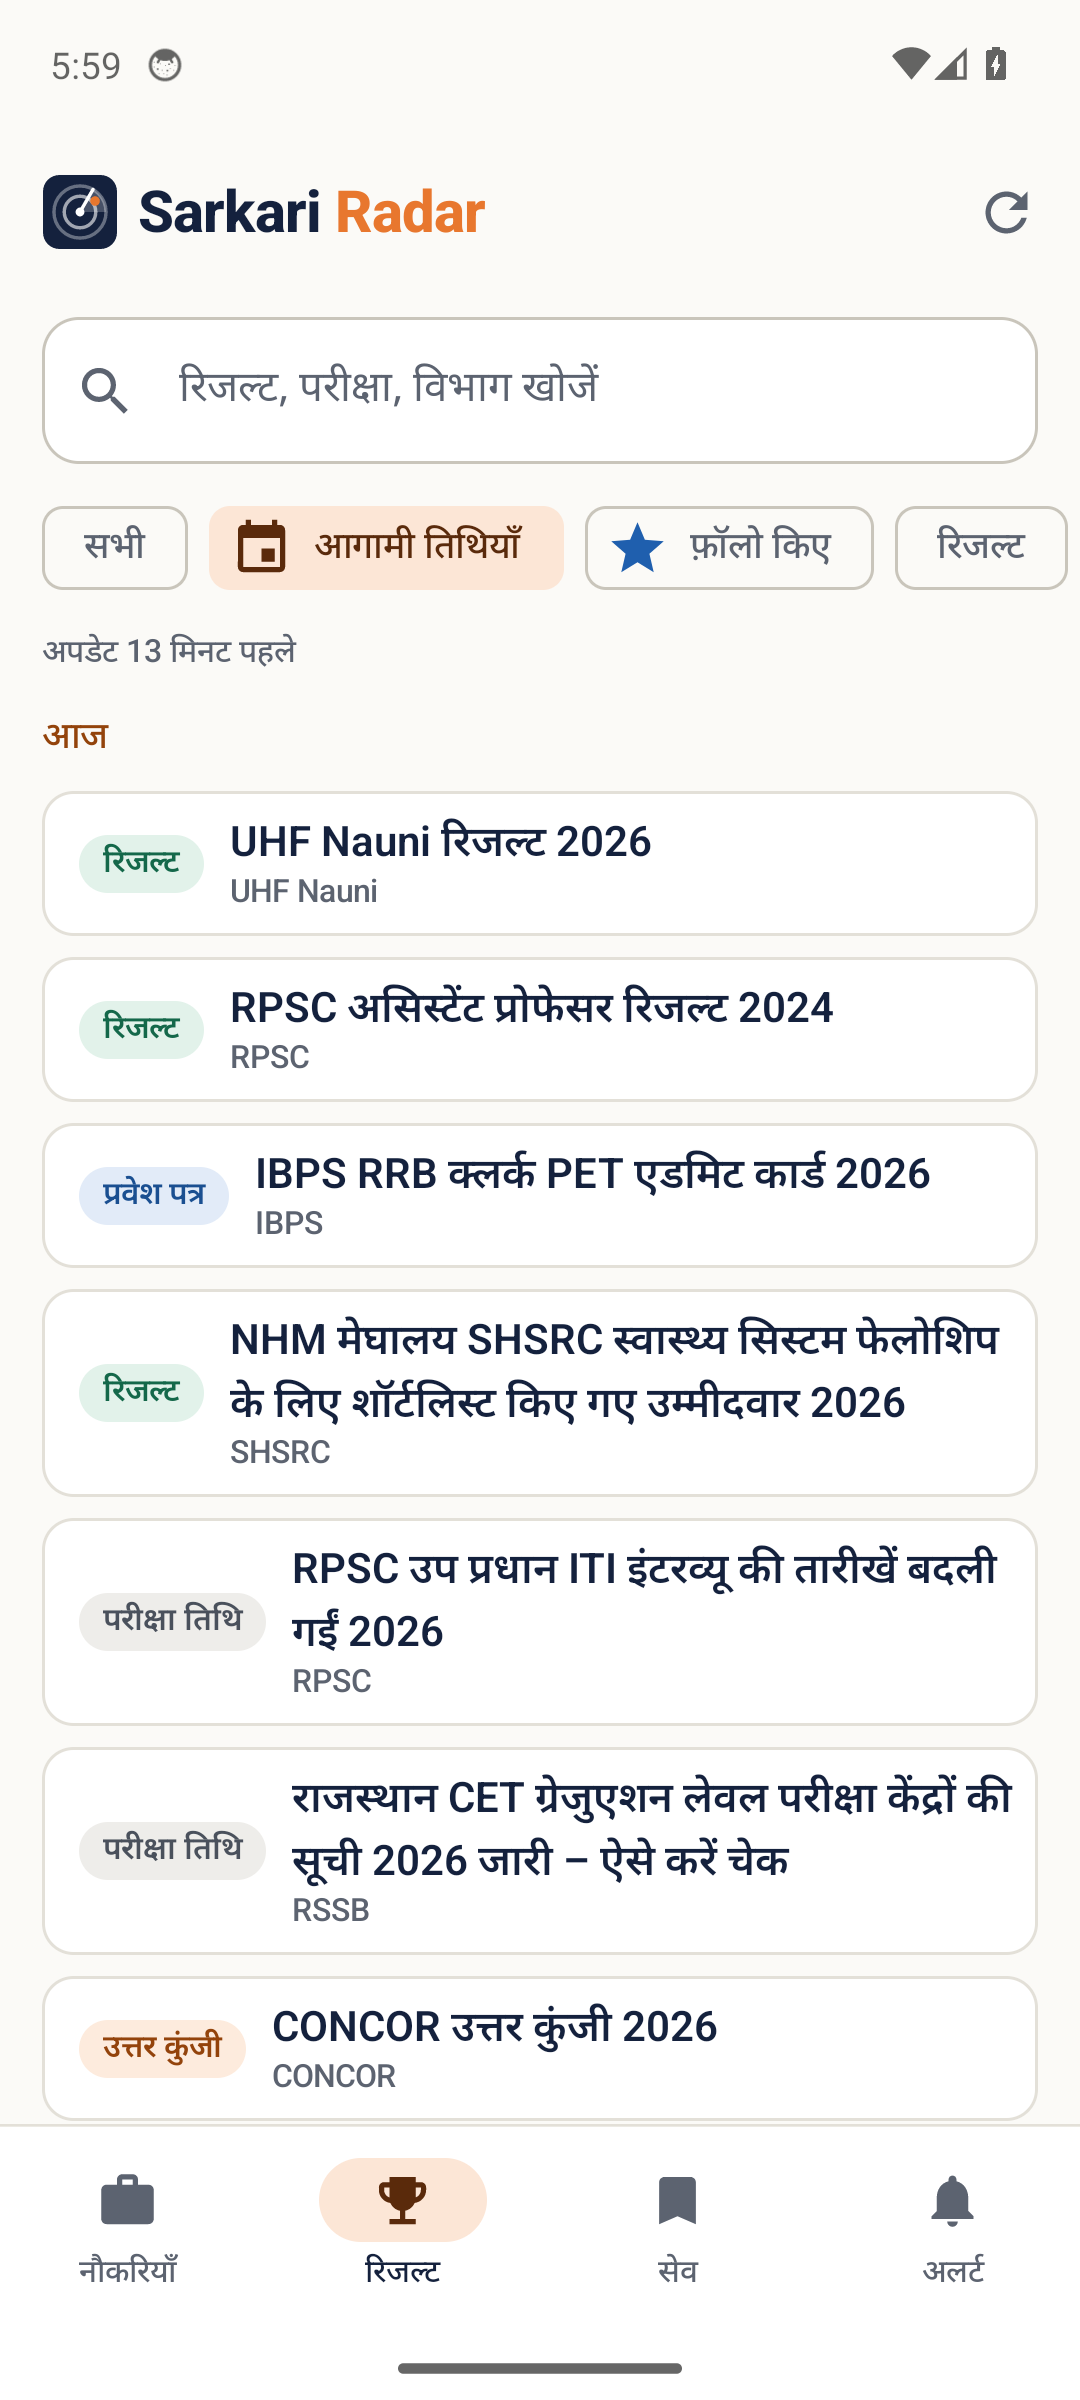 5:59
Sarkari Radar
रिजल्ट, परीक्षा, विभाग खोजें
सभी
आगामी तिथियाँ
फ़ॉलो किए
रिजल्ट
अपडेट 13 मिनट पहले
आज
रिजल्ट
UHF Nauni रिजल्ट 2026
UHF Nauni
रिजल्ट
RPSC असिस्टेंट प्रोफेसर रिजल्ट 2024
RPSC
प्रवेश पत्र
IBPS RRB क्लर्क PET एडमिट कार्ड 2026
IBPS
रिजल्ट
NHM मेघालय SHSRC स्वास्थ्य सिस्टम फेलोशिप
के लिए शॉर्टलिस्ट किए गए उम्मीदवार 2026
SHSRC
परीक्षा तिथि
RPSC उप प्रधान ITI इंटरव्यू की तारीखें बदली
गईं 2026
RPSC
परीक्षा तिथि
राजस्थान CET ग्रेजुएशन लेवल परीक्षा केंद्रों की
सूची 2026 जारी – ऐसे करें चेक
RSSB
उत्तर कुंजी
CONCOR उत्तर कुंजी 2026
CONCOR
नौकरियाँ
रिजल्ट
सेव
अलर्ट